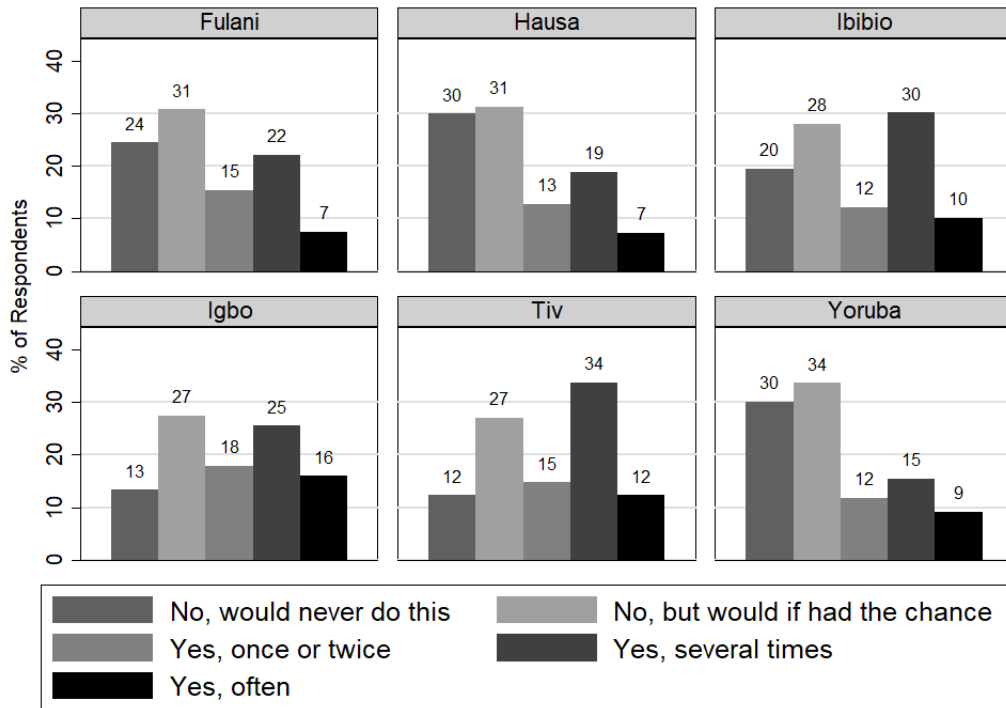 Fulani
Hausa
Ibibio
% of Respondents
0 10 20 30 40
24 31 15 22 7
30 31 13 19 7
20 28 12 30 10
Igbo
Tiv
Yoruba
0 10 20 30 40
13 27 18 25 16
12 27 15 34 12
30 34 12 15 9
No, would never do this
No, but would if had the chance
Yes, once or twice
Yes, several times
Yes, often